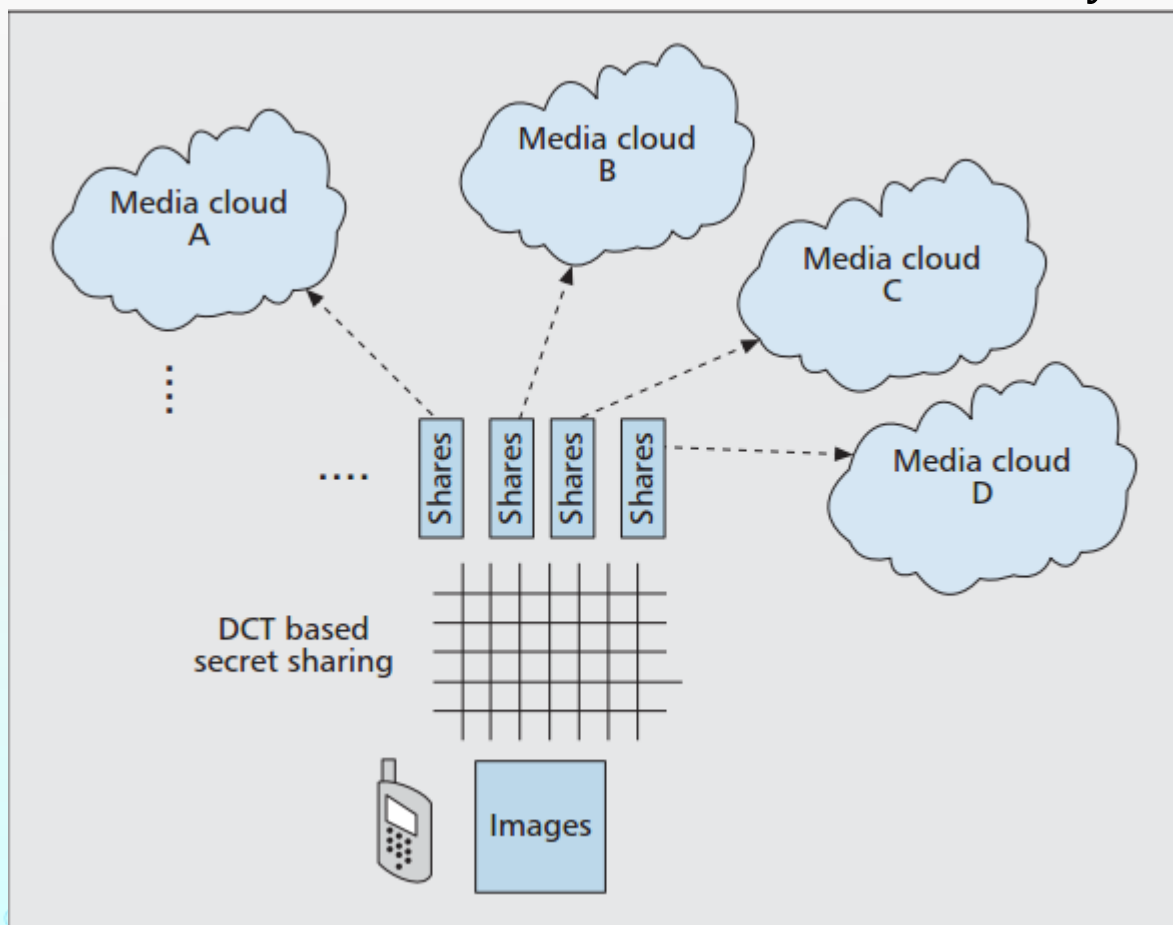 Media cloud
A
Media cloud
B
Media cloud
C
Media cloud
D
....
....
Shares
Shares
Shares
Shares
DCT based
secret sharing
Images